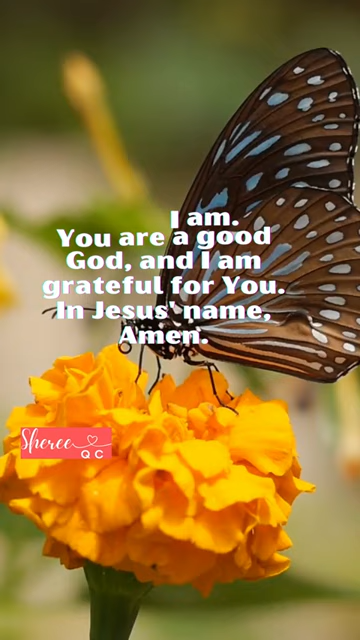 I am.
You are a good
God, and I am
grateful for You.
In Jesus' name,
Amen.
Sheree
QC